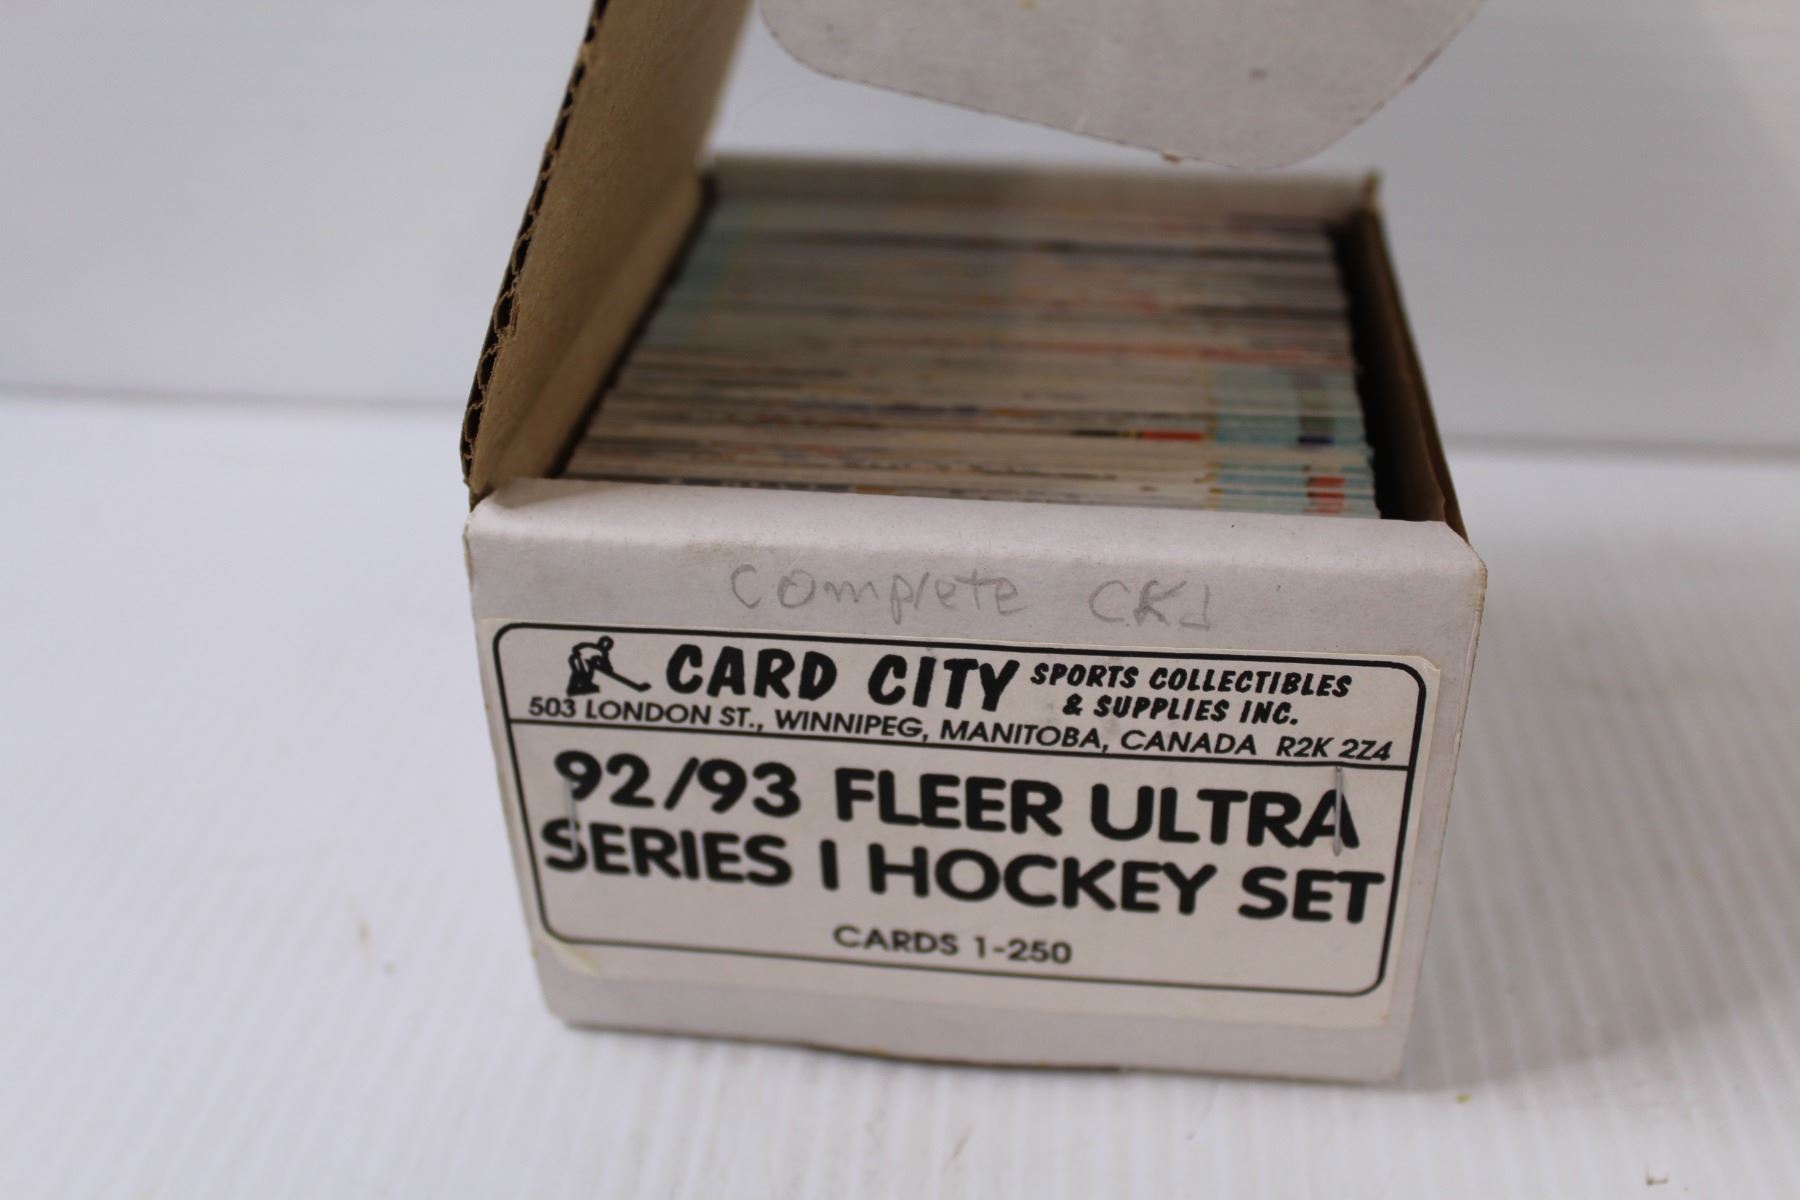 Complete CKd
CARD CITY SPORTS COLLECTIBLES
& SUPPLIES INC.
503 LONDON ST., WINNIPEG, MANITOBA, CANADA R2K 2Z4
92/93 FLEER ULTRA
SERIES I HOCKEY SET
CARDS 1-250